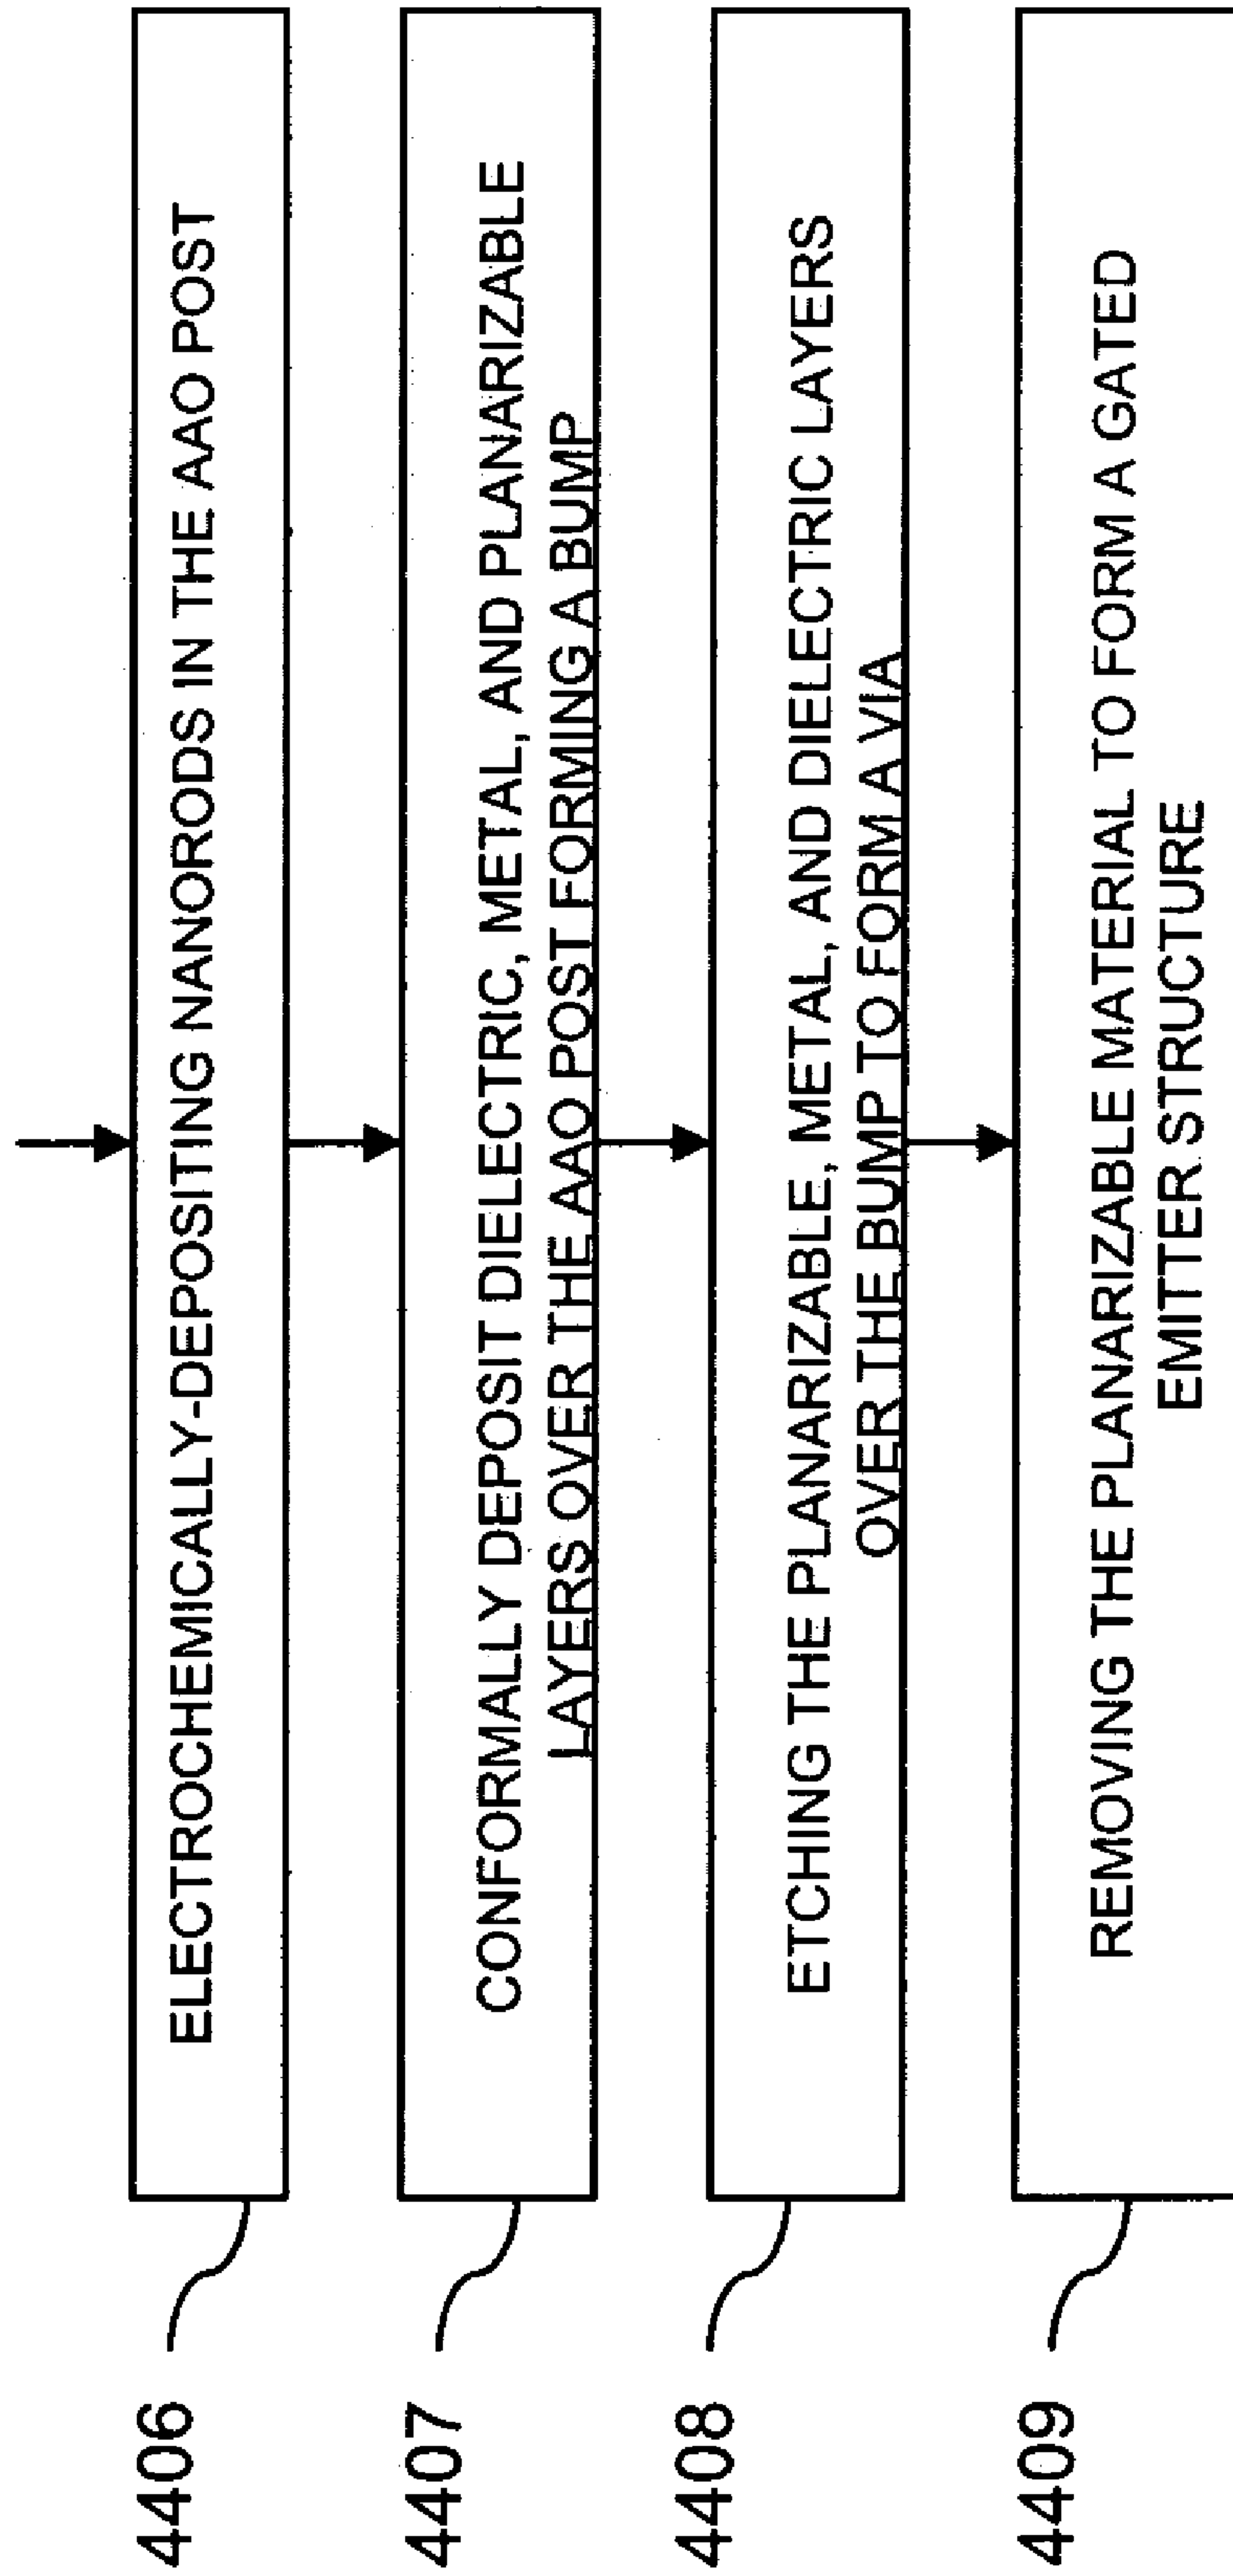 4406
ELECTROCHEMICALLY-DEPOSITING NANORODS IN THE AAO POST
4407
CONFORMALLY DEPOSIT DIELECTRIC, METAL, AND PLANARIZABLE
LAYERS OVER THE AAO POST FORMING A BUMP
4408
ETCHING THE PLANARIZABLE, METAL, AND DIELECTRIC LAYERS
OVER THE BUMP TO FORM A VIA
4409
REMOVING THE PLANARIZABLE MATERIAL TO FORM A GATED
EMITTER STRUCTURE